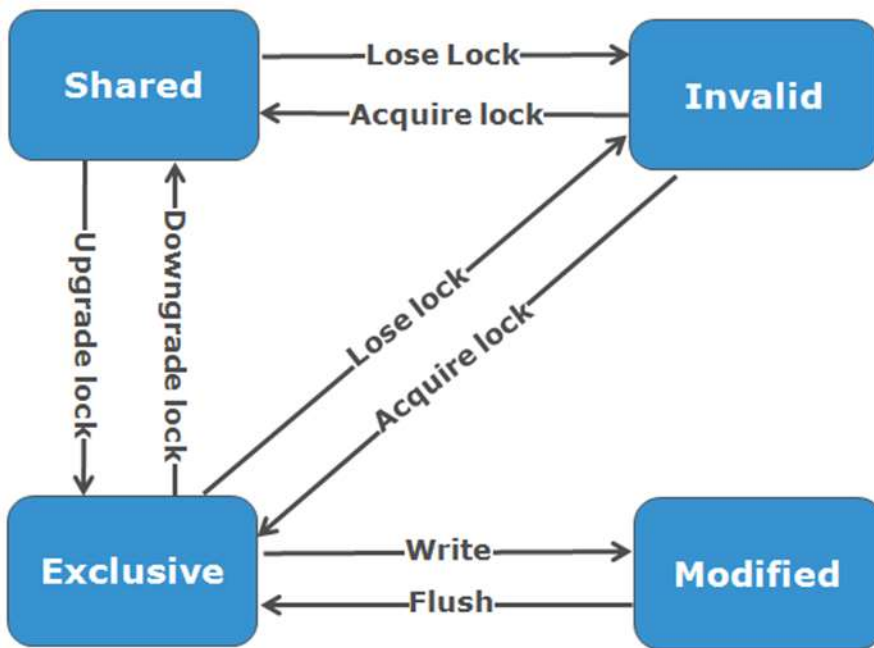 Shared
Lose Lock
Acquire lock
Invalid
Upgrade lock
Downgrade lock
Lose lock
Acquire lock
Exclusive
Write
Flush
Modified